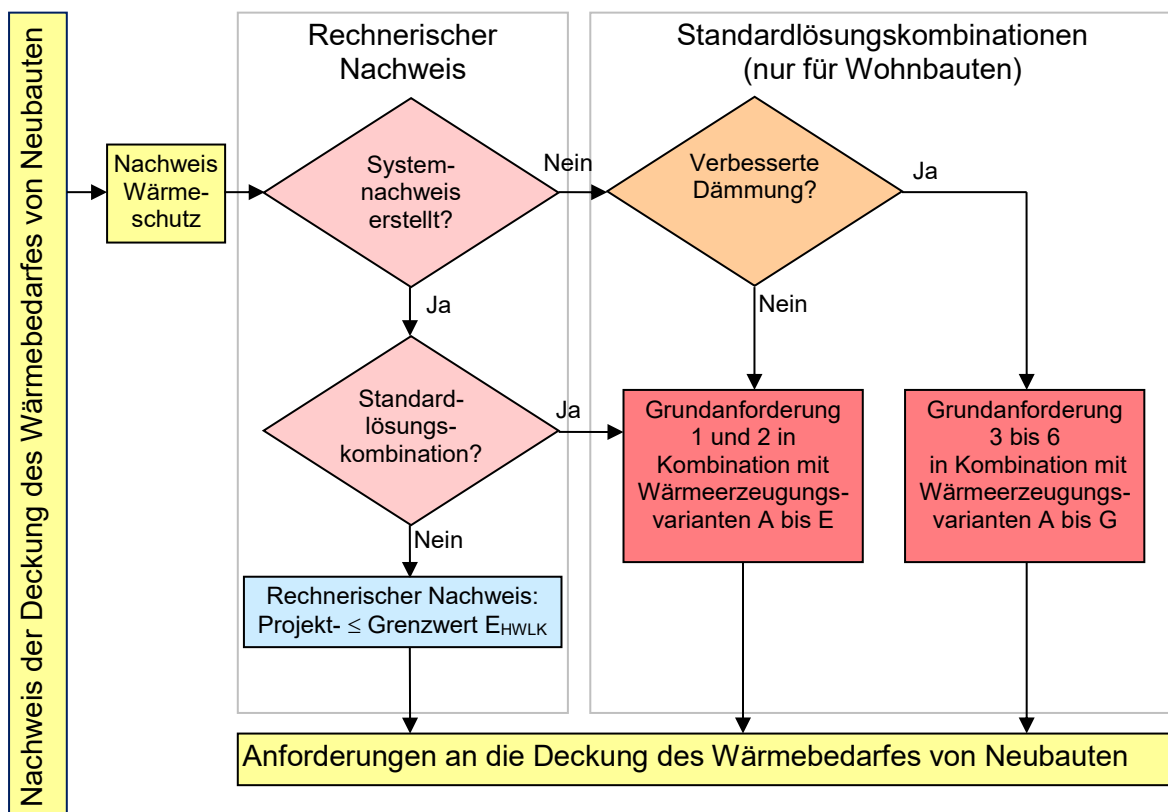 Nachweis der Deckung des Wärmebedarfes von Neubauten
Rechnerischer
Nachweis
Standardlösungskombinationen
(nur für Wohnbauten)
Nachweis
Wärme-
schutz
System-
nachweis
erstellt?
Nein
Verbesserte
Dämmung?
Ja
Ja
Nein
Standard-
lösungs-
kombination?
Ja
Grundanforderung
1 und 2 in
Kombination mit
Wärmeerzeugungs-
varianten A bis E
Grundanforderung
3 bis 6
in Kombination mit
Wärmeerzeugungs-
varianten A bis G
Nein
Rechnerischer Nachweis:
Projekt- ≤ Grenzwert EHWLK
Anforderungen an die Deckung des Wärmebedarfes von Neubauten